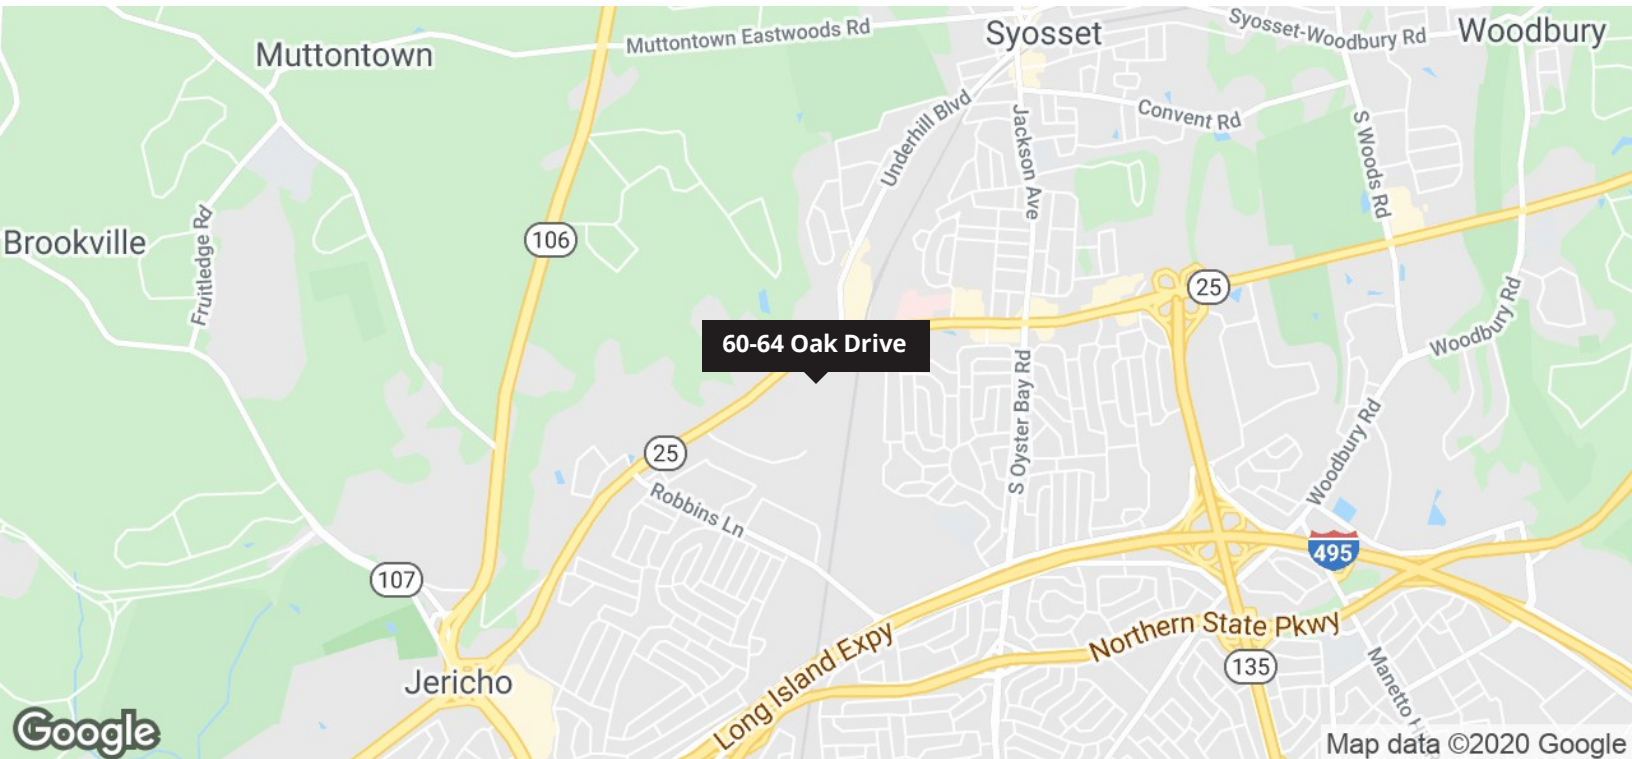 Muttontown
Muttontown Eastwoods Rd
Syosset
Syosset-Woodbury Rd
Woodbury
Underhill Blvd
Jackson Ave
Convent Rd
S Woods Rd
Brookville
Fruitledge Rd
106
25
Woodbury Rd
60-64 Oak Drive
S Oyster Bay Rd
25
Robbins Ln
Woodbury Rd
495
107
Long Island Expy
Northern State Pkwy
135
Jericho
Manetto
Google
Map data ©2020 Google